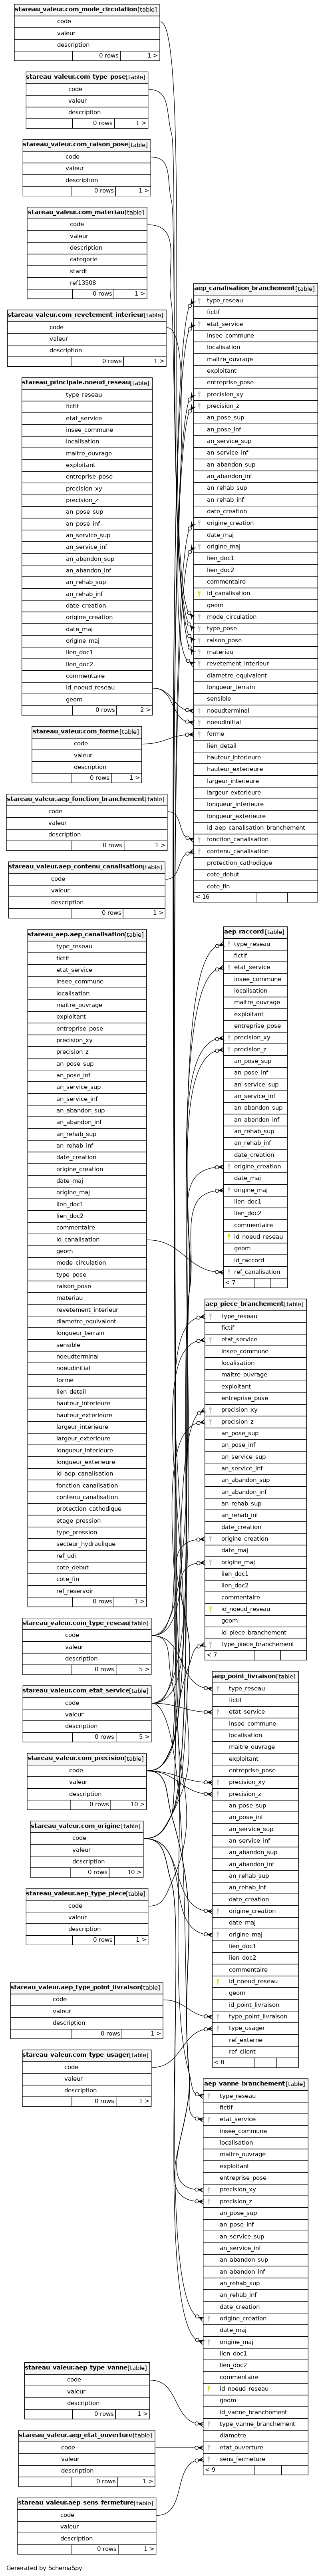 stareau_valeur.com_mode_circulation [table]
code
valeur
description
0 rows 1 >
stareau_valeur.com_type_pose [table]
code
valeur
description
0 rows 1 >
stareau_valeur.com_raison_pose [table]
code
valeur
description
0 rows 1 >
stareau_valeur.com_materiau [table]
code
valeur
description
categorie
stardt
ref13508
0 rows 1 >
stareau_valeur.com_revetement_interieur [table]
code
valeur
description
0 rows 1 >
stareau_principale.noeud_reseau [table]
type_reseau
fictif
etat_service
insee_commune
localisation
maitre_ouvrage
exploitant
entreprise_pose
precision_xy
precision_z
an_pose_sup
an_pose_inf
an_service_sup
an_service_inf
an_abandon_sup
an_abandon_inf
an_rehab_sup
an_rehab_inf
date_creation
origine_creation
date_maj
origine_maj
lien_doc1
lien_doc2
commentaire
id_noeud_reseau
geom
2 >
stareau_valeur.com_forme [table]
code
valeur
description
0 rows 1 >
stareau_valeur.aep_fonction_branchement [table]
code
valeur
description
0 rows 1 >
stareau_valeur.aep_contenu_canalisation [table]
code
valeur
description
0 rows 1 >
stareau_aep.aep_canalisation [table]
type_reseau
fictif
etat_service
insee_commune
localisation
maitre_ouvrage
exploitant
entreprise_pose
precision_xy
precision_z
an_pose_sup
an_pose_inf
an_service_sup
an_service_inf
an_abandon_sup
an_abandon_inf
an_rehab_sup
an_rehab_inf
date_creation
origine_creation
date_maj
origine_maj
lien_doc1
lien_doc2
commentaire
id_canalisation
geom
mode_circulation
type_pose
raison_pose
materiau
revetement_interieur
diametre_equivalent
longueur_terrain
sensible
noeudterminal
noeudinitial
forme
lien_detail
hauteur_interieure
hauteur_exterieure
largeur_interieure
largeur_exterieure
longueur_interieure
longueur_exterieure
id_aep_canalisation
fonction_canalisation
contenu_canalisation
protection_cathodique
etage_pression
type_pression
secteur_hydraulique
ref_udi
cote_debut
cote_fin
ref_reservoir
0 rows 1 >
stareau_valeur.com_type_reseau [table]
code
valeur
description
0 rows 5 >
stareau_valeur.com_etat_service [table]
code
valeur
description
0 rows 5 >
stareau_valeur.com_precision [table]
code
valeur
description
0 rows 10 >
stareau_valeur.com_origine [table]
code
valeur
description
0 rows 10 >
stareau_valeur.aep_type_piece [table]
code
valeur
description
0 rows 1 >
stareau_valeur.aep_type_point_livraison [table]
code
valeur
description
0 rows 1 >
stareau_valeur.com_type_usager [table]
code
valeur
description
0 rows 1 >
stareau_valeur.aep_type_vanne [table]
code
valeur
description
0 rows 1 >
stareau_valeur.aep_etat_ouverture [table]
code
valeur
description
0 rows 1 >
stareau_valeur.aep_sens_fermeture [table]
code
valeur
description
0 rows 1 >
aep_canalisation_branchement [table]
type_reseau
fictif
etat_service
insee_commune
localisation
maitre_ouvrage
exploitant
entreprise_pose
precision_xy
precision_z
an_pose_sup
an_pose_inf
an_service_sup
an_service_inf
an_abandon_sup
an_abandon_inf
an_rehab_sup
an_rehab_inf
date_creation
origine_creation
date_maj
origine_maj
lien_doc1
lien_doc2
commentaire
id_canalisation
geom
mode_circulation
type_pose
raison_pose
materiau
revetement_interieur
diametre_equivalent
longueur_terrain
sensible
noeudterminal
noeudinitial
forme
lien_detail
hauteur_interieure
hauteur_exterieure
largeur_interieure
largeur_exterieure
longueur_interieure
longueur_exterieure
id_aep_canalisation_branchement
fonction_canalisation
contenu_canalisation
protection_cathodique
cote_debut
cote_fin
< 16
aep_raccord [table]
type_reseau
fictif
etat_service
insee_commune
localisation
maitre_ouvrage
exploitant
entreprise_pose
precision_xy
precision_z
an_pose_sup
an_pose_inf
an_service_sup
an_service_inf
an_abandon_sup
an_abandon_inf
an_rehab_sup
an_rehab_inf
date_creation
origine_creation
date_maj
origine_maj
lien_doc1
lien_doc2
commentaire
id_noeud_reseau
geom
id_raccord
ref_canalisation
< 7
aep_piece_branchement [table]
type_reseau
fictif
etat_service
insee_commune
localisation
maitre_ouvrage
exploitant
entreprise_pose
precision_xy
precision_z
an_pose_sup
an_pose_inf
an_service_sup
an_service_inf
an_abandon_sup
an_abandon_inf
an_rehab_sup
an_rehab_inf
date_creation
origine_creation
date_maj
origine_maj
lien_doc1
lien_doc2
commentaire
id_noeud_reseau
geom
id_piece_branchement
type_piece_branchement
< 7
aep_point_livraison [table]
type_reseau
fictif
etat_service
insee_commune
localisation
maitre_ouvrage
exploitant
entreprise_pose
precision_xy
precision_z
an_pose_sup
an_pose_inf
an_service_sup
an_service_inf
an_abandon_sup
an_abandon_inf
an_rehab_sup
an_rehab_inf
date_creation
origine_creation
date_maj
origine_maj
lien_doc1
lien_doc2
commentaire
id_noeud_reseau
geom
id_point_livraison
type_point_livraison
type_usager
ref_externe
ref_client
< 8
aep_vanne_branchement [table]
type_reseau
fictif
etat_service
insee_commune
localisation
maitre_ouvrage
exploitant
entreprise_pose
precision_xy
precision_z
an_pose_sup
an_pose_inf
an_service_sup
an_service_inf
an_abandon_sup
an_abandon_inf
an_rehab_sup
an_rehab_inf
date_creation
origine_creation
date_maj
origine_maj
lien_doc1
lien_doc2
commentaire
id_noeud_reseau
geom
id_vanne_branchement
type_vanne_branchement
diametre
etat_ouverture
sens_fermeture
< 9
Generated by SchemaSpy